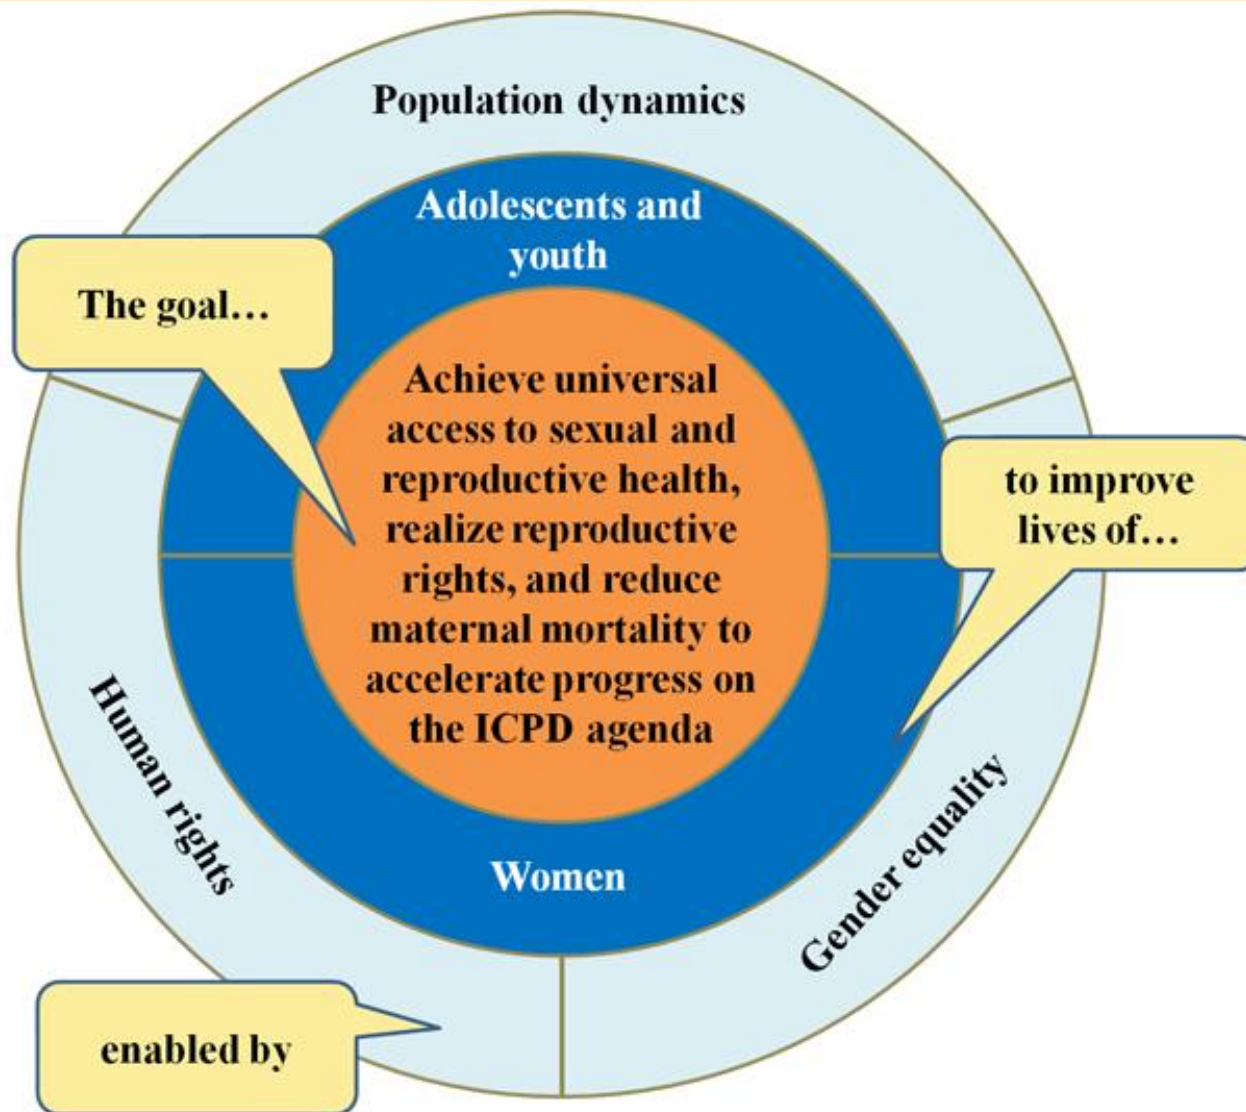 Population dynamics
Adolescents and
youth
The goal…
Achieve universal
access to sexual and
reproductive health,
realize reproductive
rights, and reduce
maternal mortality to
accelerate progress on
the ICPD agenda
to improve
lives of…
Women
Human rights
Gender equality
enabled by